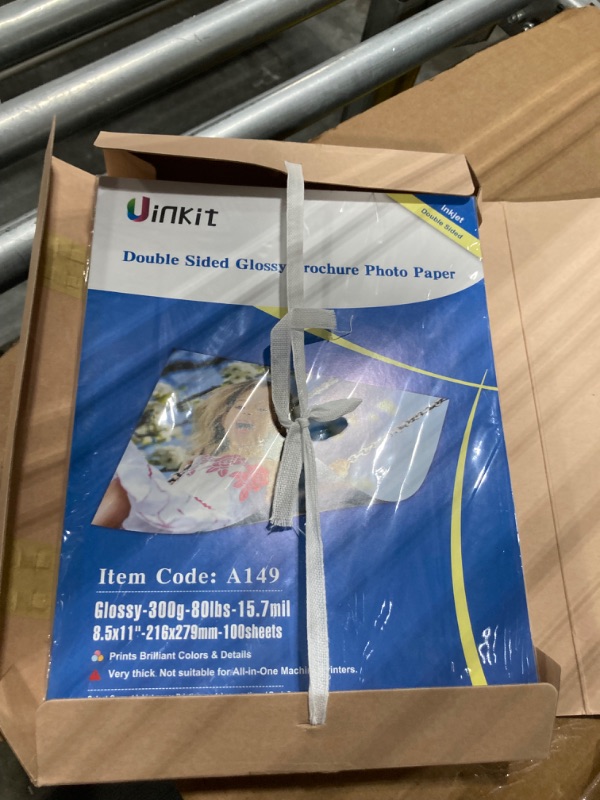 Uinkit
Inkjet
Double Sided
Double Sided Glossy rochure Photo Paper
Item Code: A149
Glossy-300g-80lbs-15.7mil
8.5x11"-216x279mm-100sheets
Prints Brilliant Colors & Details
Very thick. Not suitable for All-in-One Machin rinters.